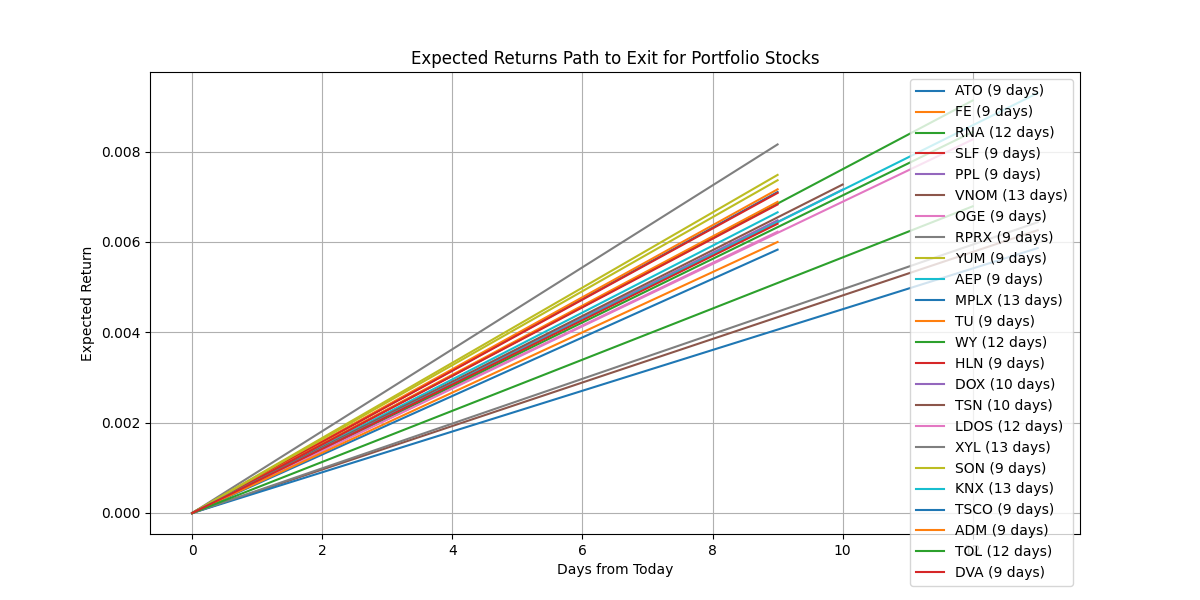 Expected Returns Path to Exit for Portfolio Stocks
Expected Return
0.008
0.006
0.004
0.002
0.000
0
2
4
6
8
10
Days from Today
ATO (9 days)
FE (9 days)
RNA (12 days)
SLF (9 days)
PPL (9 days)
VNOM (13 days)
OGE (9 days)
RPRX (9 days)
YUM (9 days)
AEP (9 days)
MPLX (13 days)
TU (9 days)
WY (12 days)
HLN (9 days)
DOX (10 days)
TSN (10 days)
LDOS (12 days)
XYL (13 days)
SON (9 days)
KNX (13 days)
TSCO (9 days)
ADM (9 days)
TOL (12 days)
DVA (9 days)